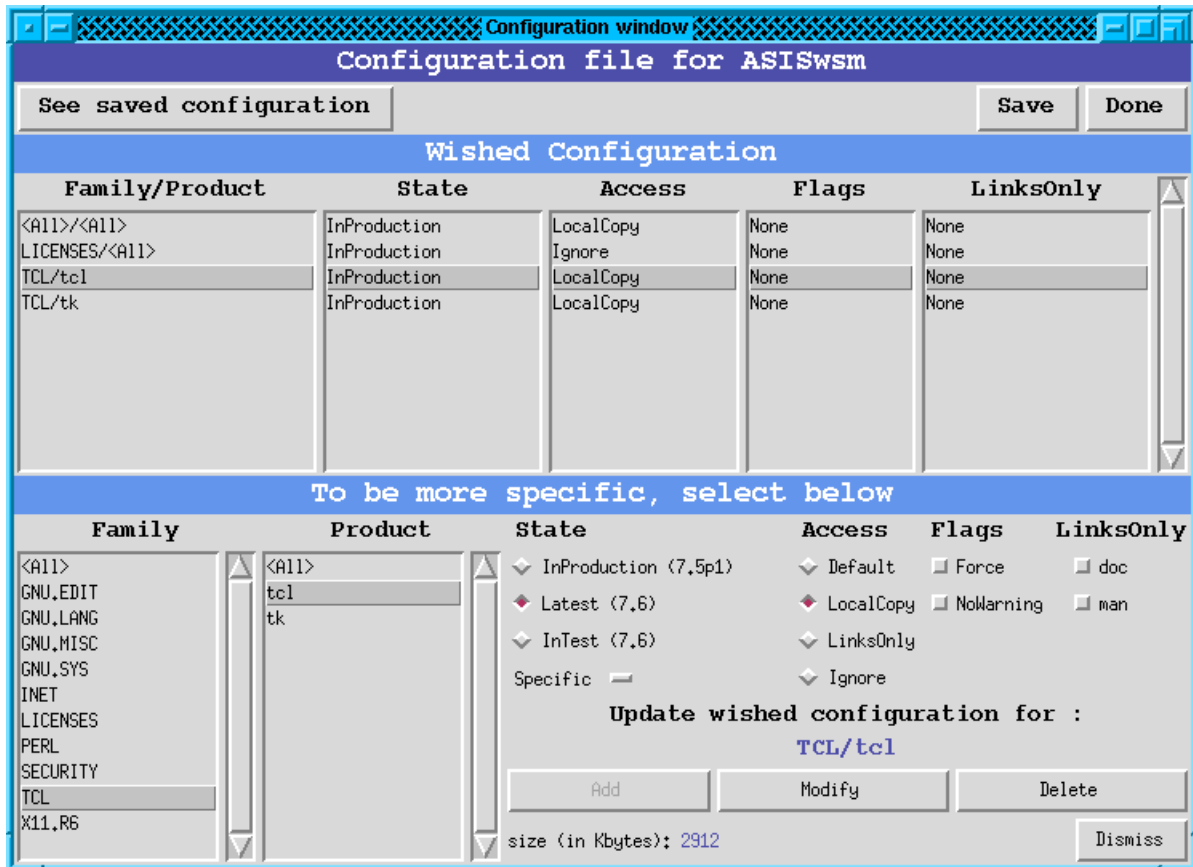 Configuration window
Configuration file for ASISwsm
See saved configuration Save Done
Wished Configuration
Family/Product State Access Flags LinksOnly
<All>/<All> InProduction LocalCopy None None
LICENSES/<All> InProduction Ignore None None
TCL/tcl InProduction LocalCopy None None
TCL/tk InProduction LocalCopy None None
To be more specific, select below
Family Product State Access Flags LinksOnly
<All> <All> InProduction (7.5p1) Default Force doc
GNU.EDIT tcl Latest (7.6) LocalCopy NoWarning man
GNU.LANG tk InTest (7.6) LinksOnly
GNU.MISC Specific Ignore
GNU.SYS
INET
LICENSES
PERL
SECURITY
TCL
X11.R6
Update wished configuration for :
TCL/tcl
Add Modify Delete
size (in Kbytes): 2912 Dismiss